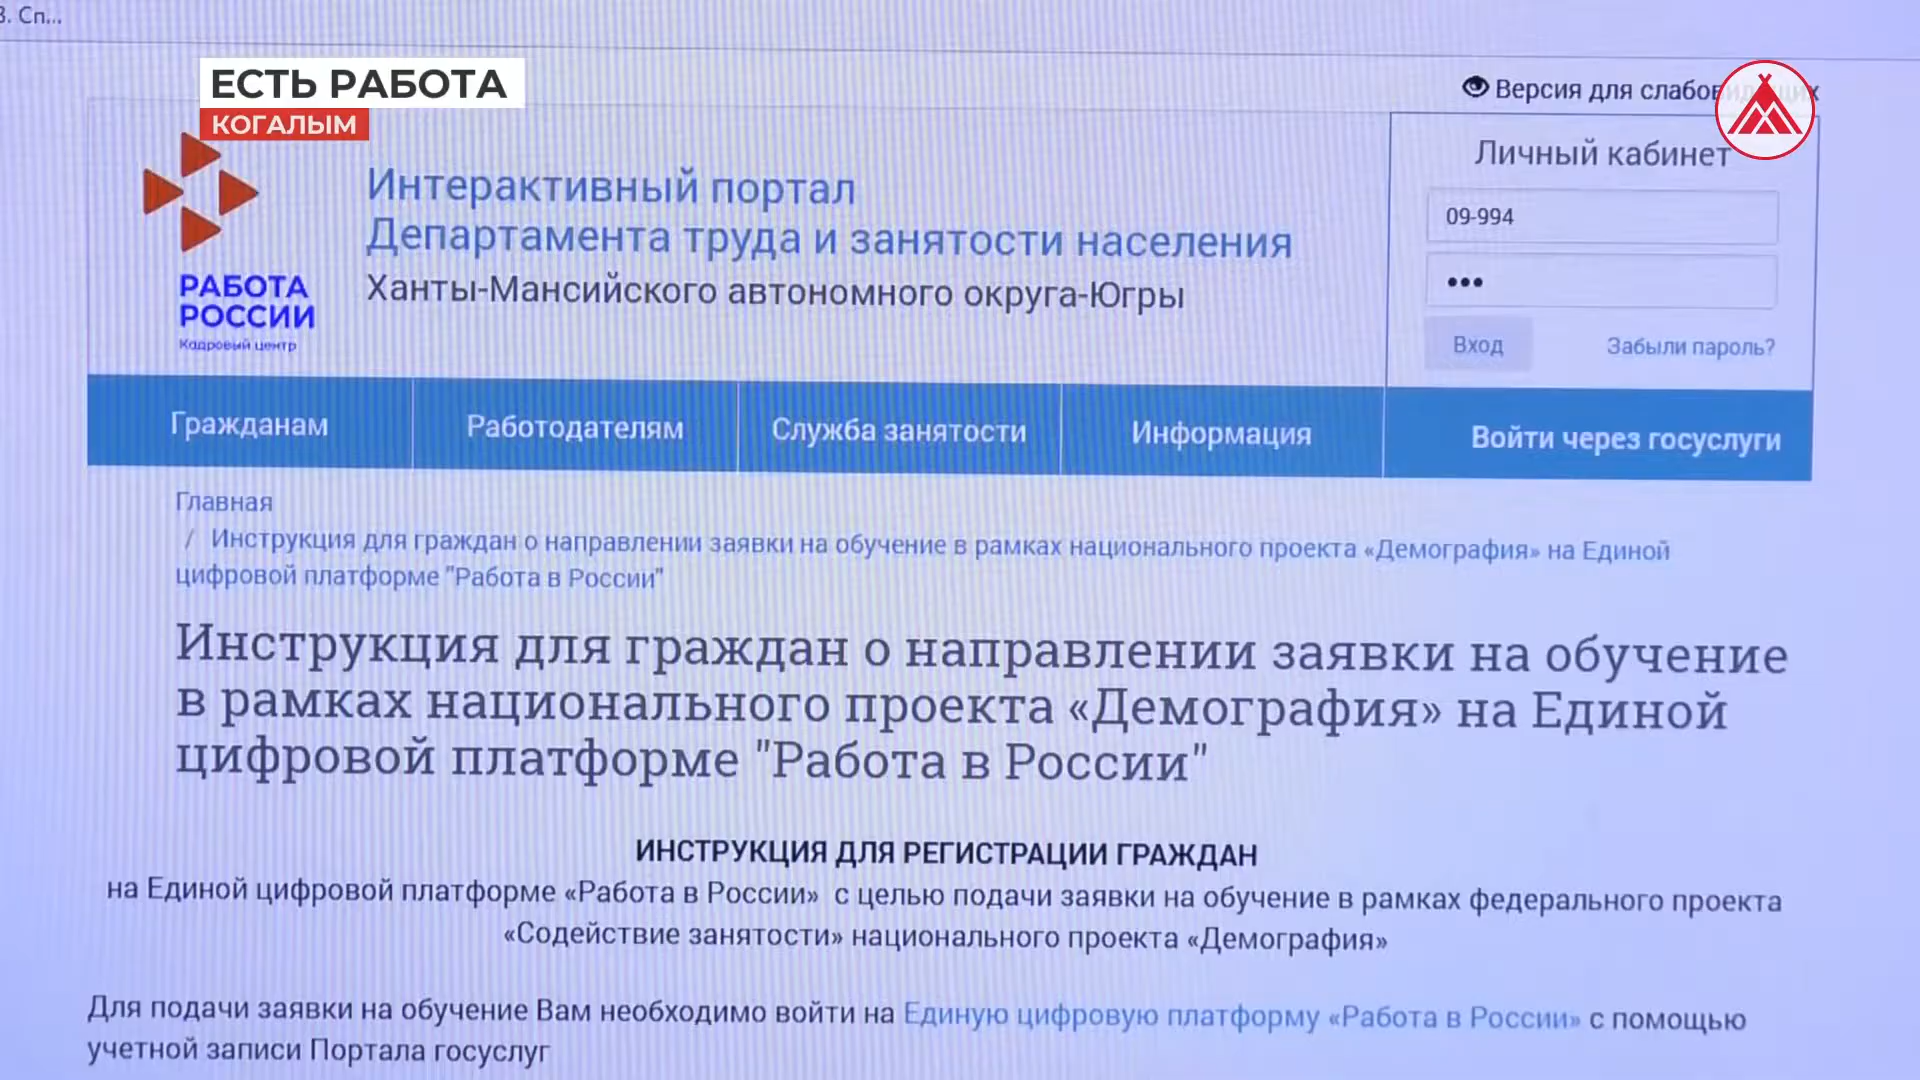 3. Сп...
ЕСТЬ РАБОТА
КОГАЛЫМ
Версия для слабовидящих
РАБОТА
РОССИИ
Кадровый центр
Интерактивный портал
Департамента труда и занятости населения
Ханты-Мансийского автономного округа-Югры
Личный кабинет
09-994
•••
Вход Забыли пароль?
Гражданам Работодателям Служба занятости Информация Войти через госуслуги
Главная
/ Инструкция для граждан о направлении заявки на обучение в рамках национального проекта «Демография» на Единой
цифровой платформе "Работа в России"
Инструкция для граждан о направлении заявки на обучение
в рамках национального проекта «Демография» на Единой
цифровой платформе "Работа в России"
ИНСТРУКЦИЯ ДЛЯ РЕГИСТРАЦИИ ГРАЖДАН
на Единой цифровой платформе «Работа в России» с целью подачи заявки на обучение в рамках федерального проекта
«Содействие занятости» национального проекта «Демография»
Для подачи заявки на обучение Вам необходимо войти на Единую цифровую платформу «Работа в России» с помощью
учетной записи Портала госуслуг